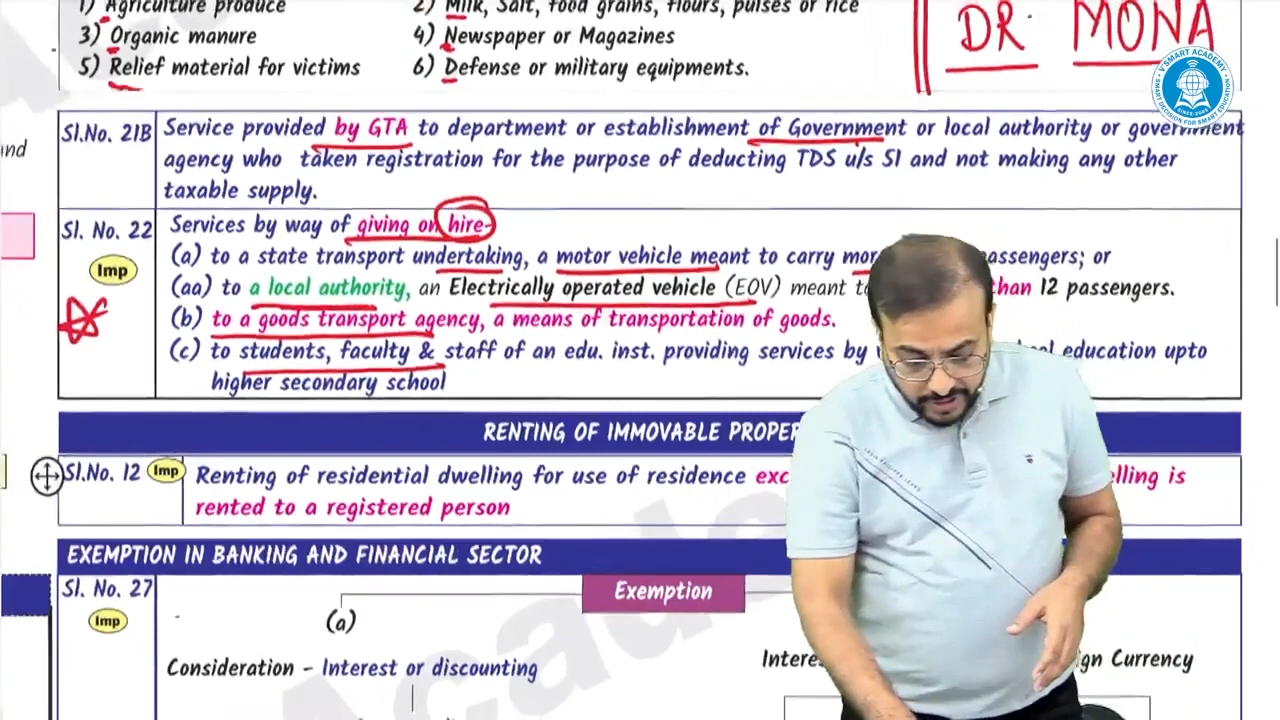 1) Agriculture produce 2) Milk, Salt, food grains, flours, pulses or rice
3) Organic manure 4) Newspaper or Magazines
5) Relief material for victims 6) Defense or military equipments.
DR MONA
V'SMART ACADEMY
SMART DECISION FOR SMART EDUCATION
Sl.No. 21B Service provided by GTA to department or establishment of Government or local authority or government
agency who taken registration for the purpose of deducting TDS u/s 51 and not making any other
taxable supply.
Sl. No. 22 Services by way of giving on hire-
Imp
(a) to a state transport undertaking, a motor vehicle meant to carry passengers; or
(aa) to a local authority, an Electrically operated vehicle (EOV) meant than 12 passengers.
(b) to a goods transport agency, a means of transportation of goods.
(c) to students, faculty & staff of an edu. inst. providing services by education upto
higher secondary school
RENTING OF IMMOVABLE
Sl.No. 12 Imp Renting of residential dwelling for use of residence is
rented to a registered person
EXEMPTION IN BANKING AND FINANCIAL SECTOR
Sl. No. 27
Imp
Exemption
(a)
Consideration - Interest or discounting
Currency